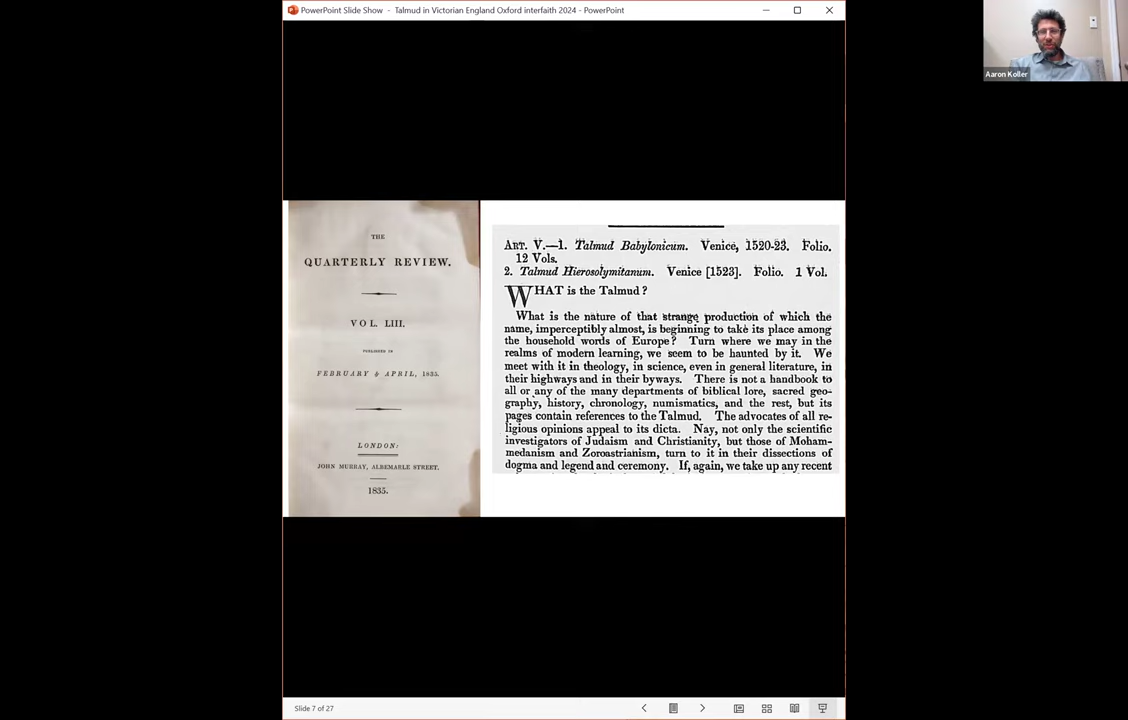 PowerPoint Slide Show - Talmud in Victorian England Oxford interfaith 2024 - PowerPoint
Aaron Koller
THE
QUARTERLY REVIEW.
VOL. LIII.
PUBLISHED IN
FEBRUARY & APRIL, 1835.
LONDON:
JOHN MURRAY, ALBEMARLE STREET.
1835.
ART. V.—1. Talmud Babylonicum. Venice, 1520-23. Folio.
12 Vols.
2. Talmud Hierosolymitanum. Venice [1523]. Folio. 1 Vol.
WHAT is the Talmud?
What is the nature of that strange production of which the
name, imperceptibly almost, is beginning to take its place among
the household words of Europe? Turn where we may in the
realms of modern learning, we seem to be haunted by it. We
meet with it in theology, in science, even in general literature, in
their highways and in their byways. There is not a handbook to
all or any of the many departments of biblical lore, sacred geo-
graphy, history, chronology, numismatics, and the rest, but its
pages contain references to the Talmud. The advocates of all re-
ligious opinions appeal to its dicta. Nay, not only the scientific
investigators of Judaism and Christianity, but those of Moham-
medanism and Zoroastrianism, turn to it in their dissections of
dogma and legend and ceremony. If, again, we take up any recent
Slide 7 of 27